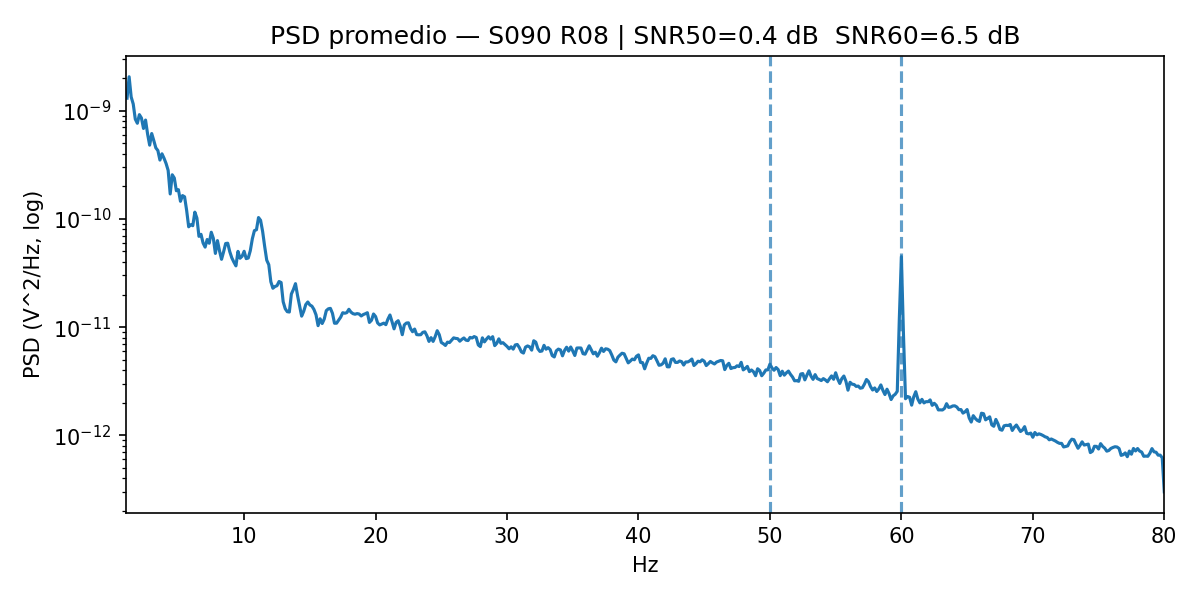 PSD promedio — S090 R08 | SNR50=0.4 dB  SNR60=6.5 dB
PSD (V^2/Hz, log)
10⁻⁹
10⁻¹⁰
10⁻¹¹
10⁻¹²
10 20 30 40 50 60 70 80
Hz